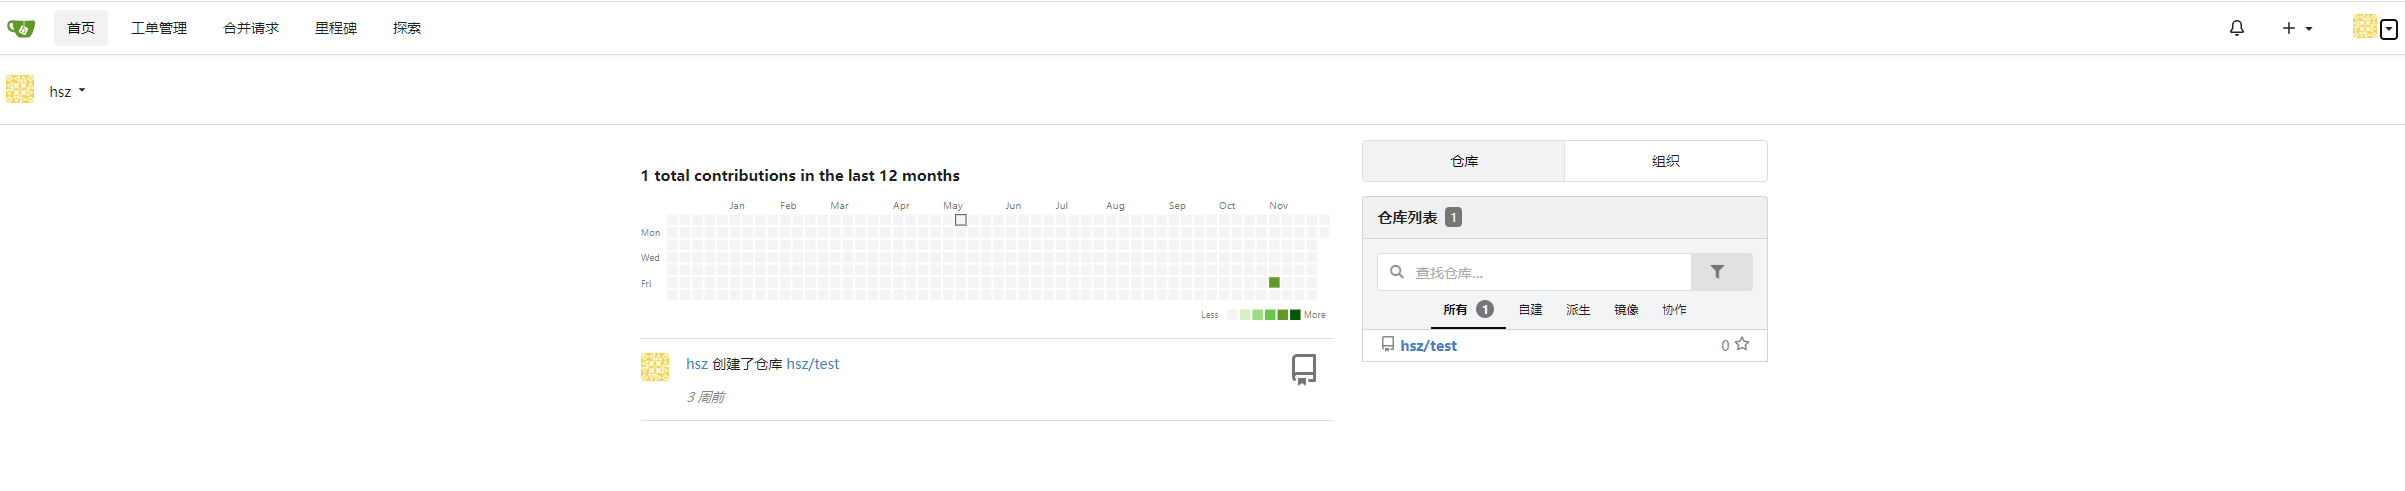 首页 工单管理 合并请求 里程碑 探索
hsz
1 total contributions in the last 12 months
Jan Feb Mar Apr May Jun Jul Aug Sep Oct Nov
Mon
Wed
Fri
Less More
hsz 创建了仓库 hsz/test
3 周前
仓库 组织
仓库列表 1
查找仓库...
所有 1 自建 派生 镜像 协作
hsz/test 0